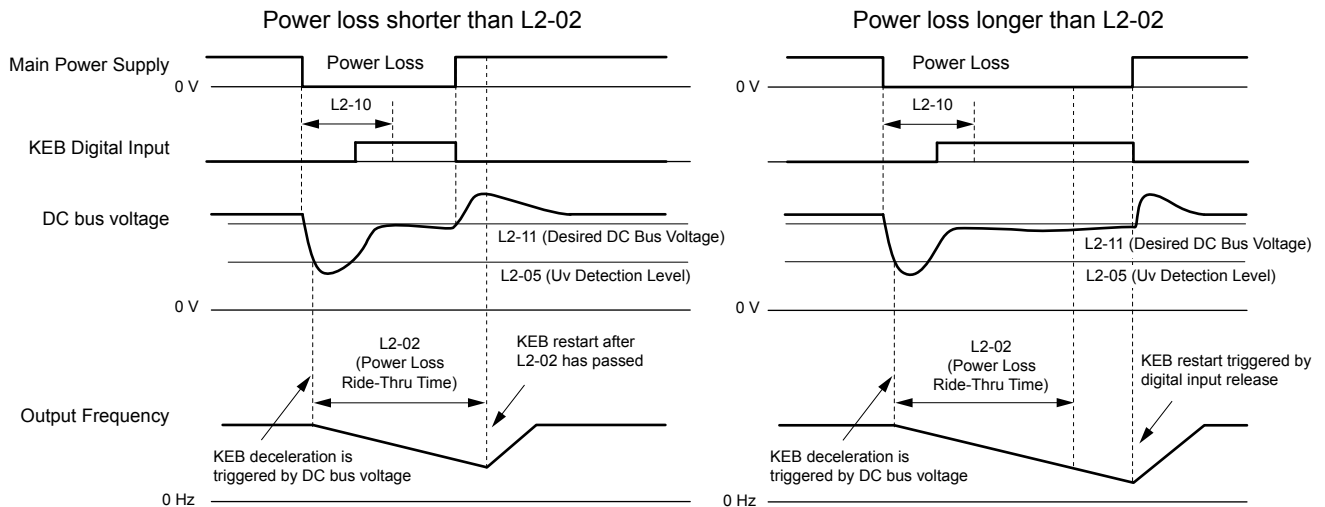 Power loss shorter than L2-02
Main Power Supply
Power Loss
0 V
L2-10
KEB Digital Input
DC bus voltage
L2-11 (Desired DC Bus Voltage)
L2-05 (Uv Detection Level)
0 V
L2-02
(Power Loss
Ride-Thru Time)
KEB restart after
L2-02 has passed
Output Frequency
KEB deceleration is
triggered by DC bus voltage
0 Hz
Power loss longer than L2-02
Power Loss
0 V
L2-10
L2-11 (Desired DC Bus Voltage)
L2-05 (Uv Detection Level)
0 V
L2-02
(Power Loss
Ride-Thru Time)
KEB restart triggered by
digital input release
KEB deceleration is
triggered by DC bus voltage
0 Hz